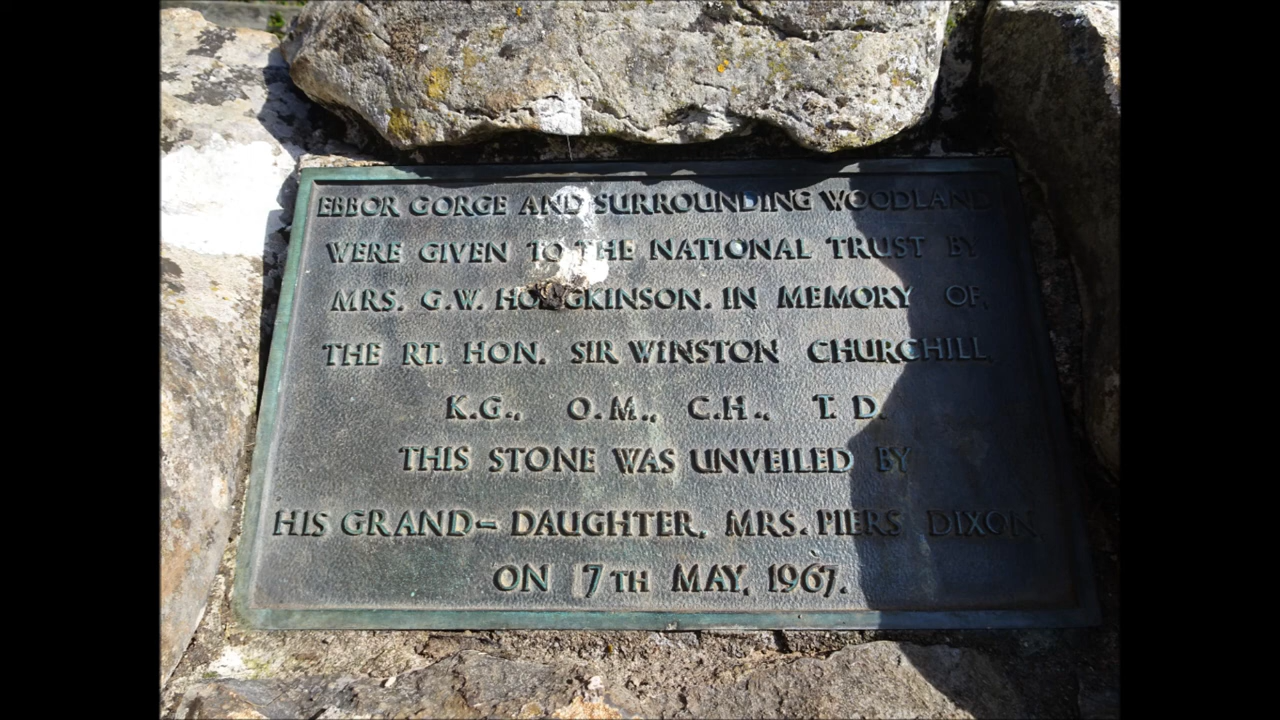 EBBOR GORGE AND SURROUNDING WOODLAND
WERE GIVEN TO THE NATIONAL TRUST BY
MRS. G.W. HODGKINSON. IN MEMORY OF.
THE RT. HON. SIR WINSTON CHURCHILL.
K.G., O.M., C.H., T.D.
THIS STONE WAS UNVEILED BY
HIS GRAND-DAUGHTER, MRS. PIERS DIXON
ON 7TH MAY, 1967.